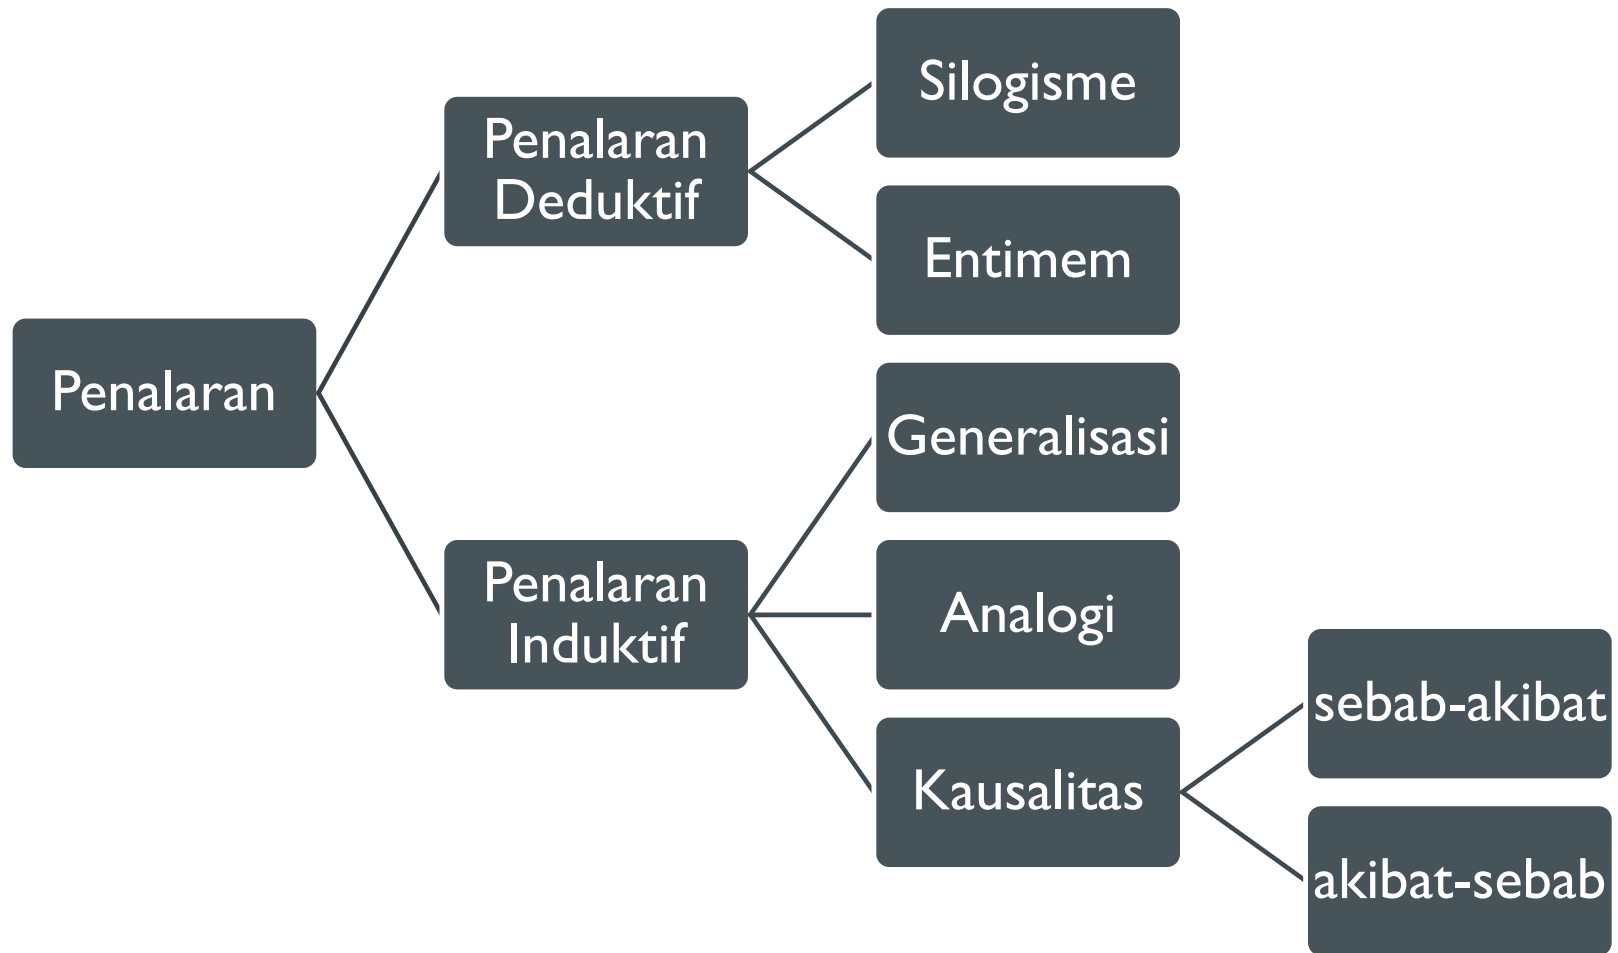 Penalaran
Penalaran
Deduktif
Silogisme
Entimem
Penalaran
Induktif
Generalisasi
Analogi
Kausalitas
sebab-akibat
akibat-sebab